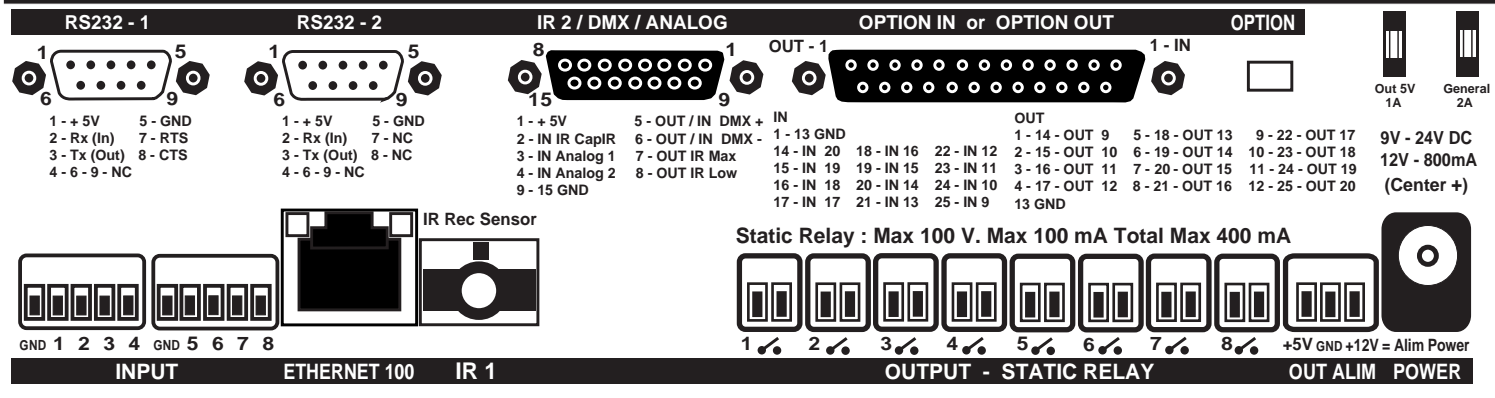 RS232 - 1
RS232 - 2
IR 2 / DMX / ANALOG
OPTION IN or OPTION OUT
OPTION
1 5
6 9
1 - + 5V 5 - GND
2 - Rx (In) 7 - RTS
3 - Tx (Out) 8 - CTS
4 - 6 - 9 - NC
1 5
6 9
1 - + 5V 5 - GND
2 - Rx (In) 7 - NC
3 - Tx (Out) 8 - NC
4 - 6 - 9 - NC
8 1
15 9
1 - + 5V 5 - OUT / IN DMX +
2 - IN IR CapIR 6 - OUT / IN DMX -
3 - IN Analog 1 7 - OUT IR Max
4 - IN Analog 2 8 - OUT IR Low
9 - 15 GND
OUT - 1 1 - IN
IN
1 - 13 GND
14 - IN 20 18 - IN 16 22 - IN 12
15 - IN 19 19 - IN 15 23 - IN 11
16 - IN 18 20 - IN 14 24 - IN 10
17 - IN 17 21 - IN 13 25 - IN 9
OUT
1 - 14 - OUT 9 5 - 18 - OUT 13 9 - 22 - OUT 17
2 - 15 - OUT 10 6 - 19 - OUT 14 10 - 23 - OUT 18
3 - 16 - OUT 11 7 - 20 - OUT 15 11 - 24 - OUT 19
4 - 17 - OUT 12 8 - 21 - OUT 16 12 - 25 - OUT 20
13 GND
Out 5V
1A
General
2A
9V - 24V DC
12V - 800mA
(Center +)
IR Rec Sensor
Static Relay : Max 100 V. Max 100 mA Total Max 400 mA
GND 1 2 3 4 GND 5 6 7 8
1 2 3 4 5 6 7 8
+5V GND +12V = Alim Power
INPUT
ETHERNET 100
IR 1
OUTPUT - STATIC RELAY
OUT ALIM
POWER